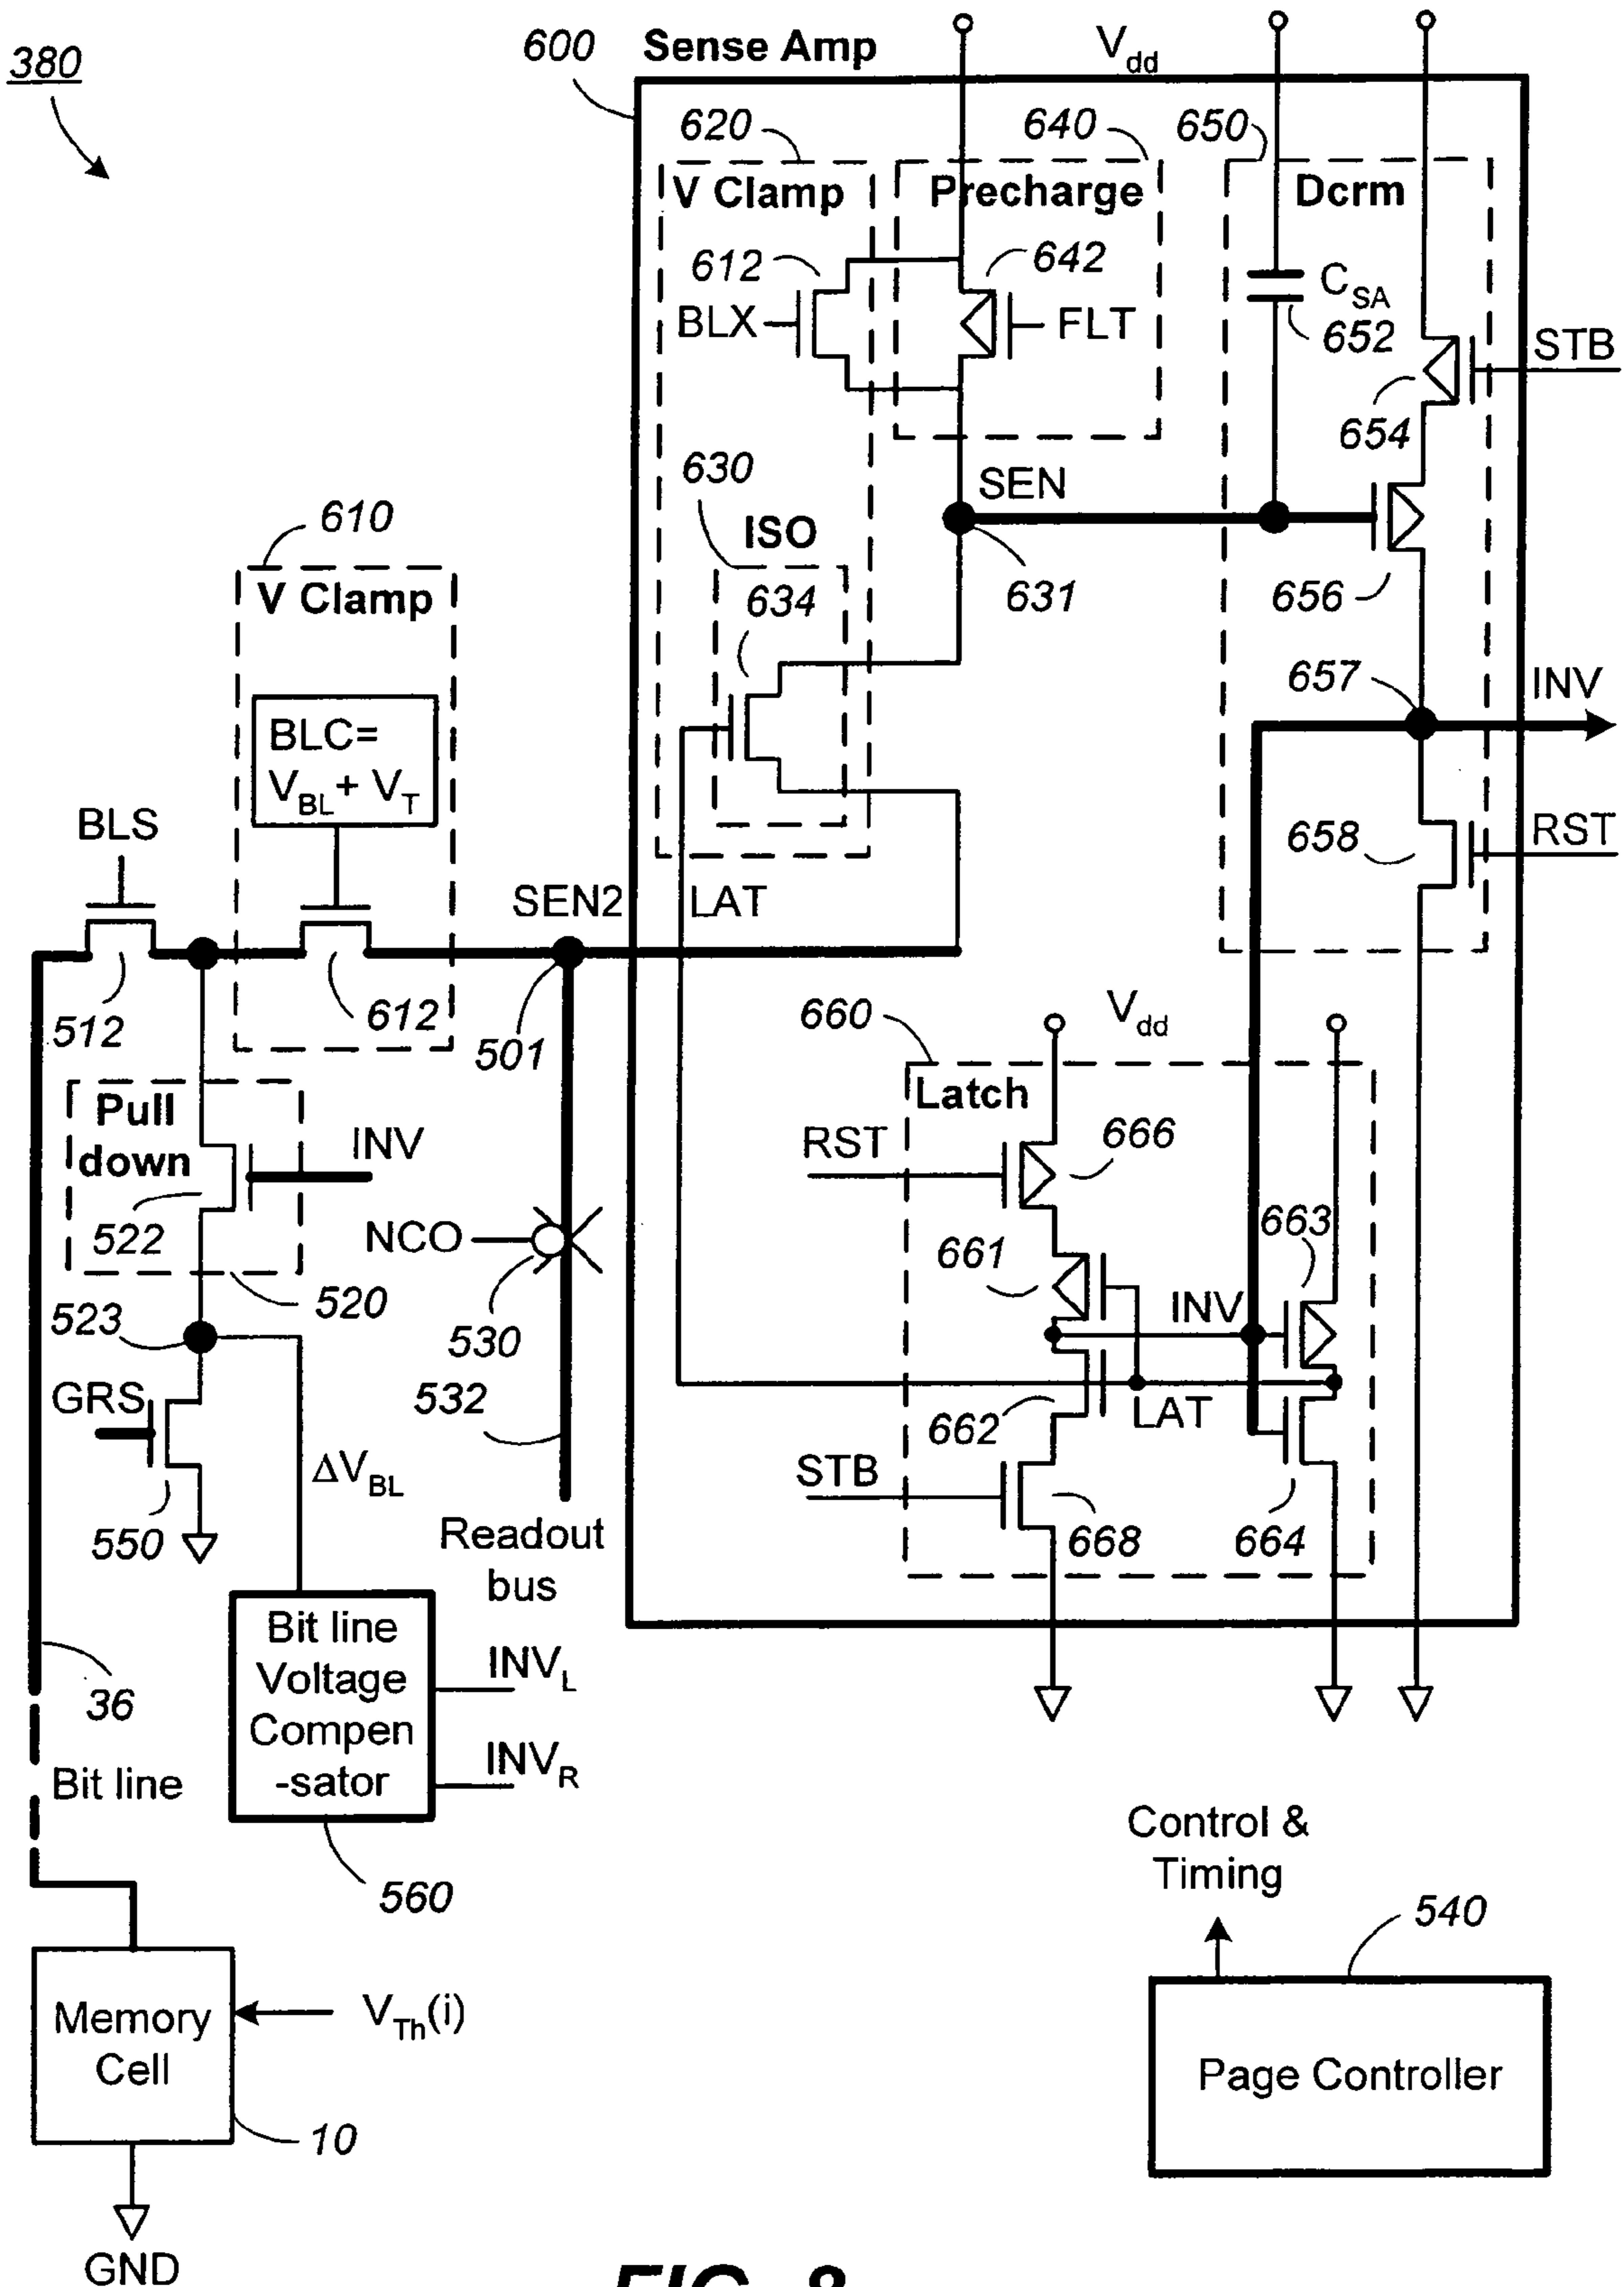 380
600
Sense Amp
Vdd
620
640
650
V Clamp
Precharge
Dcrm
612
642
BLX
FLT
CSA
652
STB
654
630
SEN
610
ISO
634
631
656
V Clamp
657
INV
BLC=
VBL + VT
BLS
658
RST
SEN2
LAT
512
612
501
660
Vdd
Pull
down
INV
Latch
RST
666
522
NCO
661
663
523
520
530
INV
GRS
532
662
LAT
ΔVBL
STB
550
Readout
bus
668
664
Bit line
Voltage
Compen
-sator
INVL
INVR
36
Bit line
560
Control &
Timing
540
Memory
Cell
VTh(i)
Page Controller
10
GND
FIG. 8